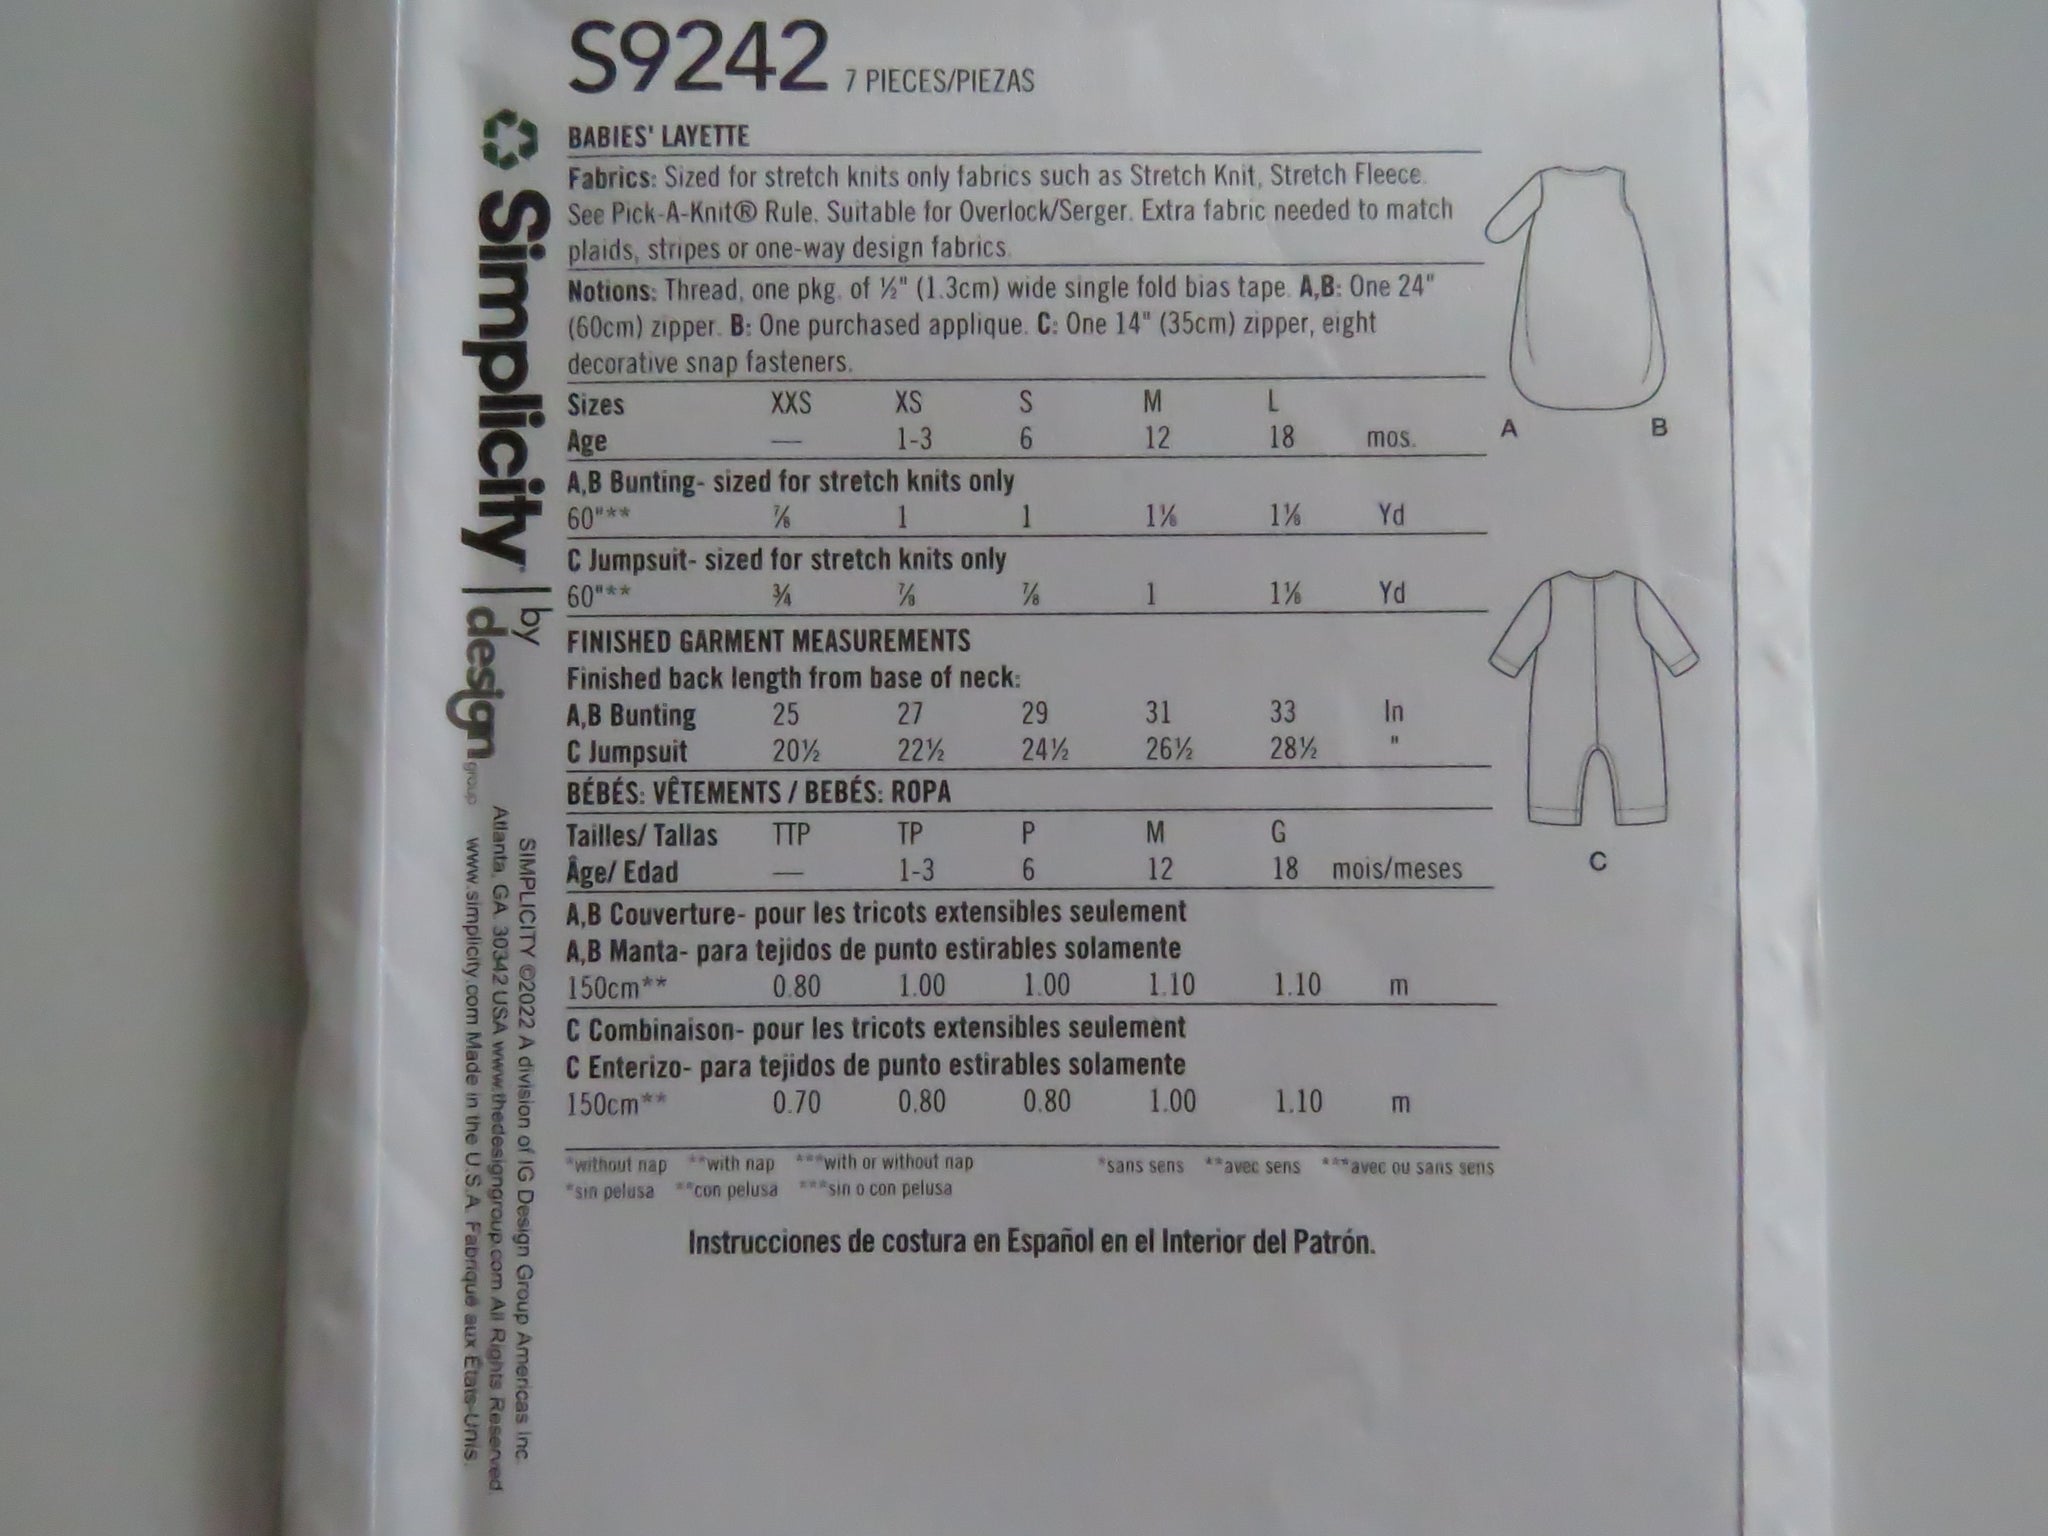 S9242 7 PIECES/PIEZAS
BABIES' LAYETTE
Fabrics: Sized for stretch knits only fabrics such as Stretch Knit, Stretch Fleece.
See Pick-A-Knit® Rule. Suitable for Overlock/Serger. Extra fabric needed to match
plaids, stripes or one-way design fabrics.
Notions: Thread, one pkg. of ½" (1.3cm) wide single fold bias tape. A,B: One 24"
(60cm) zipper. B: One purchased applique. C: One 14" (35cm) zipper, eight
decorative snap fasteners.
Sizes XXS XS S M L
Age — 1-3 6 12 18 mos.
A,B Bunting- sized for stretch knits only
60"** ⅞ 1 1 1⅛ 1⅛ Yd
C Jumpsuit- sized for stretch knits only
60"** ¾ ⅞ ⅞ 1 1⅛ Yd
FINISHED GARMENT MEASUREMENTS
Finished back length from base of neck:
A,B Bunting 25 27 29 31 33 In
C Jumpsuit 20½ 22½ 24½ 26½ 28½ "
BÉBÉS: VÊTEMENTS / BEBÉS: ROPA
Tailles/ Tallas TTP TP P M G
Âge/ Edad — 1-3 6 12 18 mois/meses
A,B Couverture- pour les tricots extensibles seulement
A,B Manta- para tejidos de punto estirables solamente
150cm** 0.80 1.00 1.00 1.10 1.10 m
C Combinaison- pour les tricots extensibles seulement
C Enterizo- para tejidos de punto estirables solamente
150cm** 0.70 0.80 0.80 1.00 1.10 m
*without nap **with nap ***with or without nap *sans sens **avec sens ***avec ou sans sens
*sin pelusa **con pelusa ***sin o con pelusa
Instrucciones de costura en Español en el Interior del Patrón.
A B
C
Simplicity | by design group
SIMPLICITY ©2022 A division of IG Design Group Americas Inc.
Atlanta, GA. 30342 USA www.thedesigngroup.com All Rights Reserved
www.simplicity.com Made in the U.S.A. Fabriqué aux États-Unis.